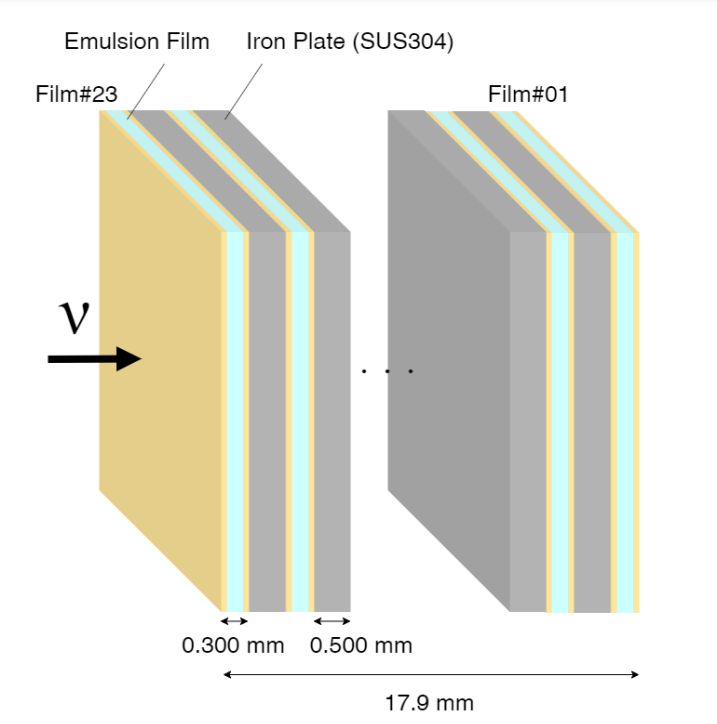 Emulsion Film
Iron Plate (SUS304)
Film#23
Film#01
ν
. . .
0.300 mm
0.500 mm
17.9 mm